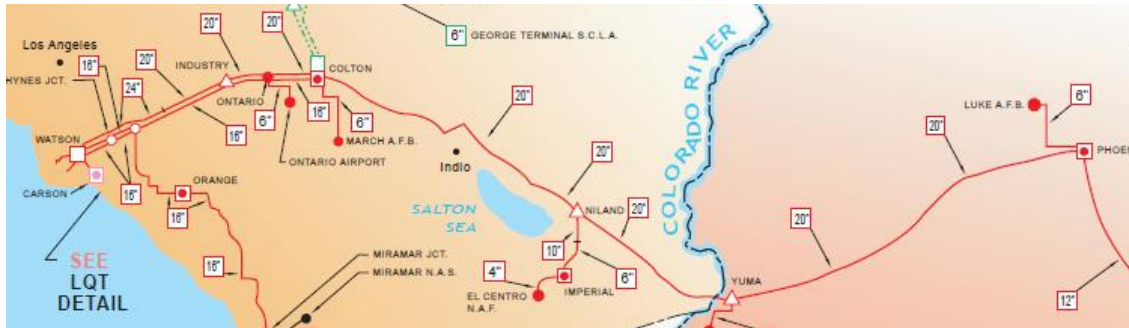 20"
20"
6"
GEORGE TERMINAL S.C.L.A.
Los Angeles
HYNES JCT.
16"
20"
24"
INDUSTRY
COLTON
ONTARIO
6"
16"
6"
16"
20"
COLORADO RIVER
LUKE A.F.B.
6"
20"
WATSON
MARCH A.F.B.
ONTARIO AIRPORT
Indio
20"
PHOE
CARSON
16"
ORANGE
16"
SALTON
SEA
NILAND
20"
20"
SEE
LQT
DETAIL
16"
MIRAMAR JCT.
MIRAMAR N.A.S.
10"
4"
6"
IMPERIAL
EL CENTRO
N.A.F.
YUMA
12"